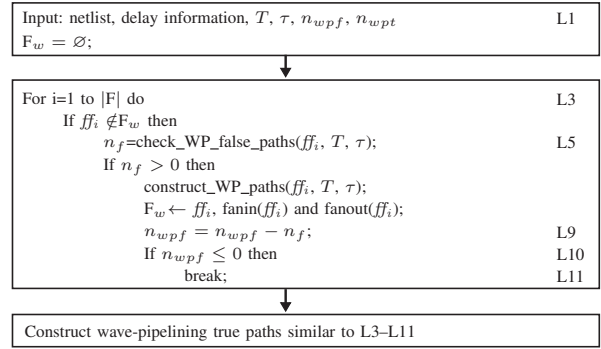 Input: netlist, delay information, T, τ, n_wpf, n_wpt L1
F_w = ∅;
For i=1 to |F| do L3
If ff_i ∉F_w then
n_f=check_WP_false_paths(ff_i, T, τ); L5
If n_f > 0 then
construct_WP_paths(ff_i, T, τ);
F_w← ff_i, fanin(ff_i) and fanout(ff_i);
n_wpf = n_wpf − n_f; L9
If n_wpf ≤ 0 then L10
break; L11
Construct wave-pipelining true paths similar to L3–L11